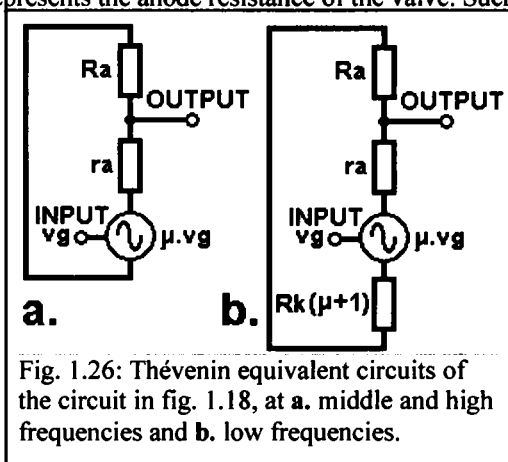 epresents the anode resistance of the valve. Such
Ra
OUTPUT
ra
INPUT
vg
μ.vg
a.
Ra
OUTPUT
ra
INPUT
vg
μ.vg
Rk(μ+1)
b.
Fig. 1.26: Thévenin equivalent circuits of
the circuit in fig. 1.18, at a. middle and high
frequencies and b. low frequencies.